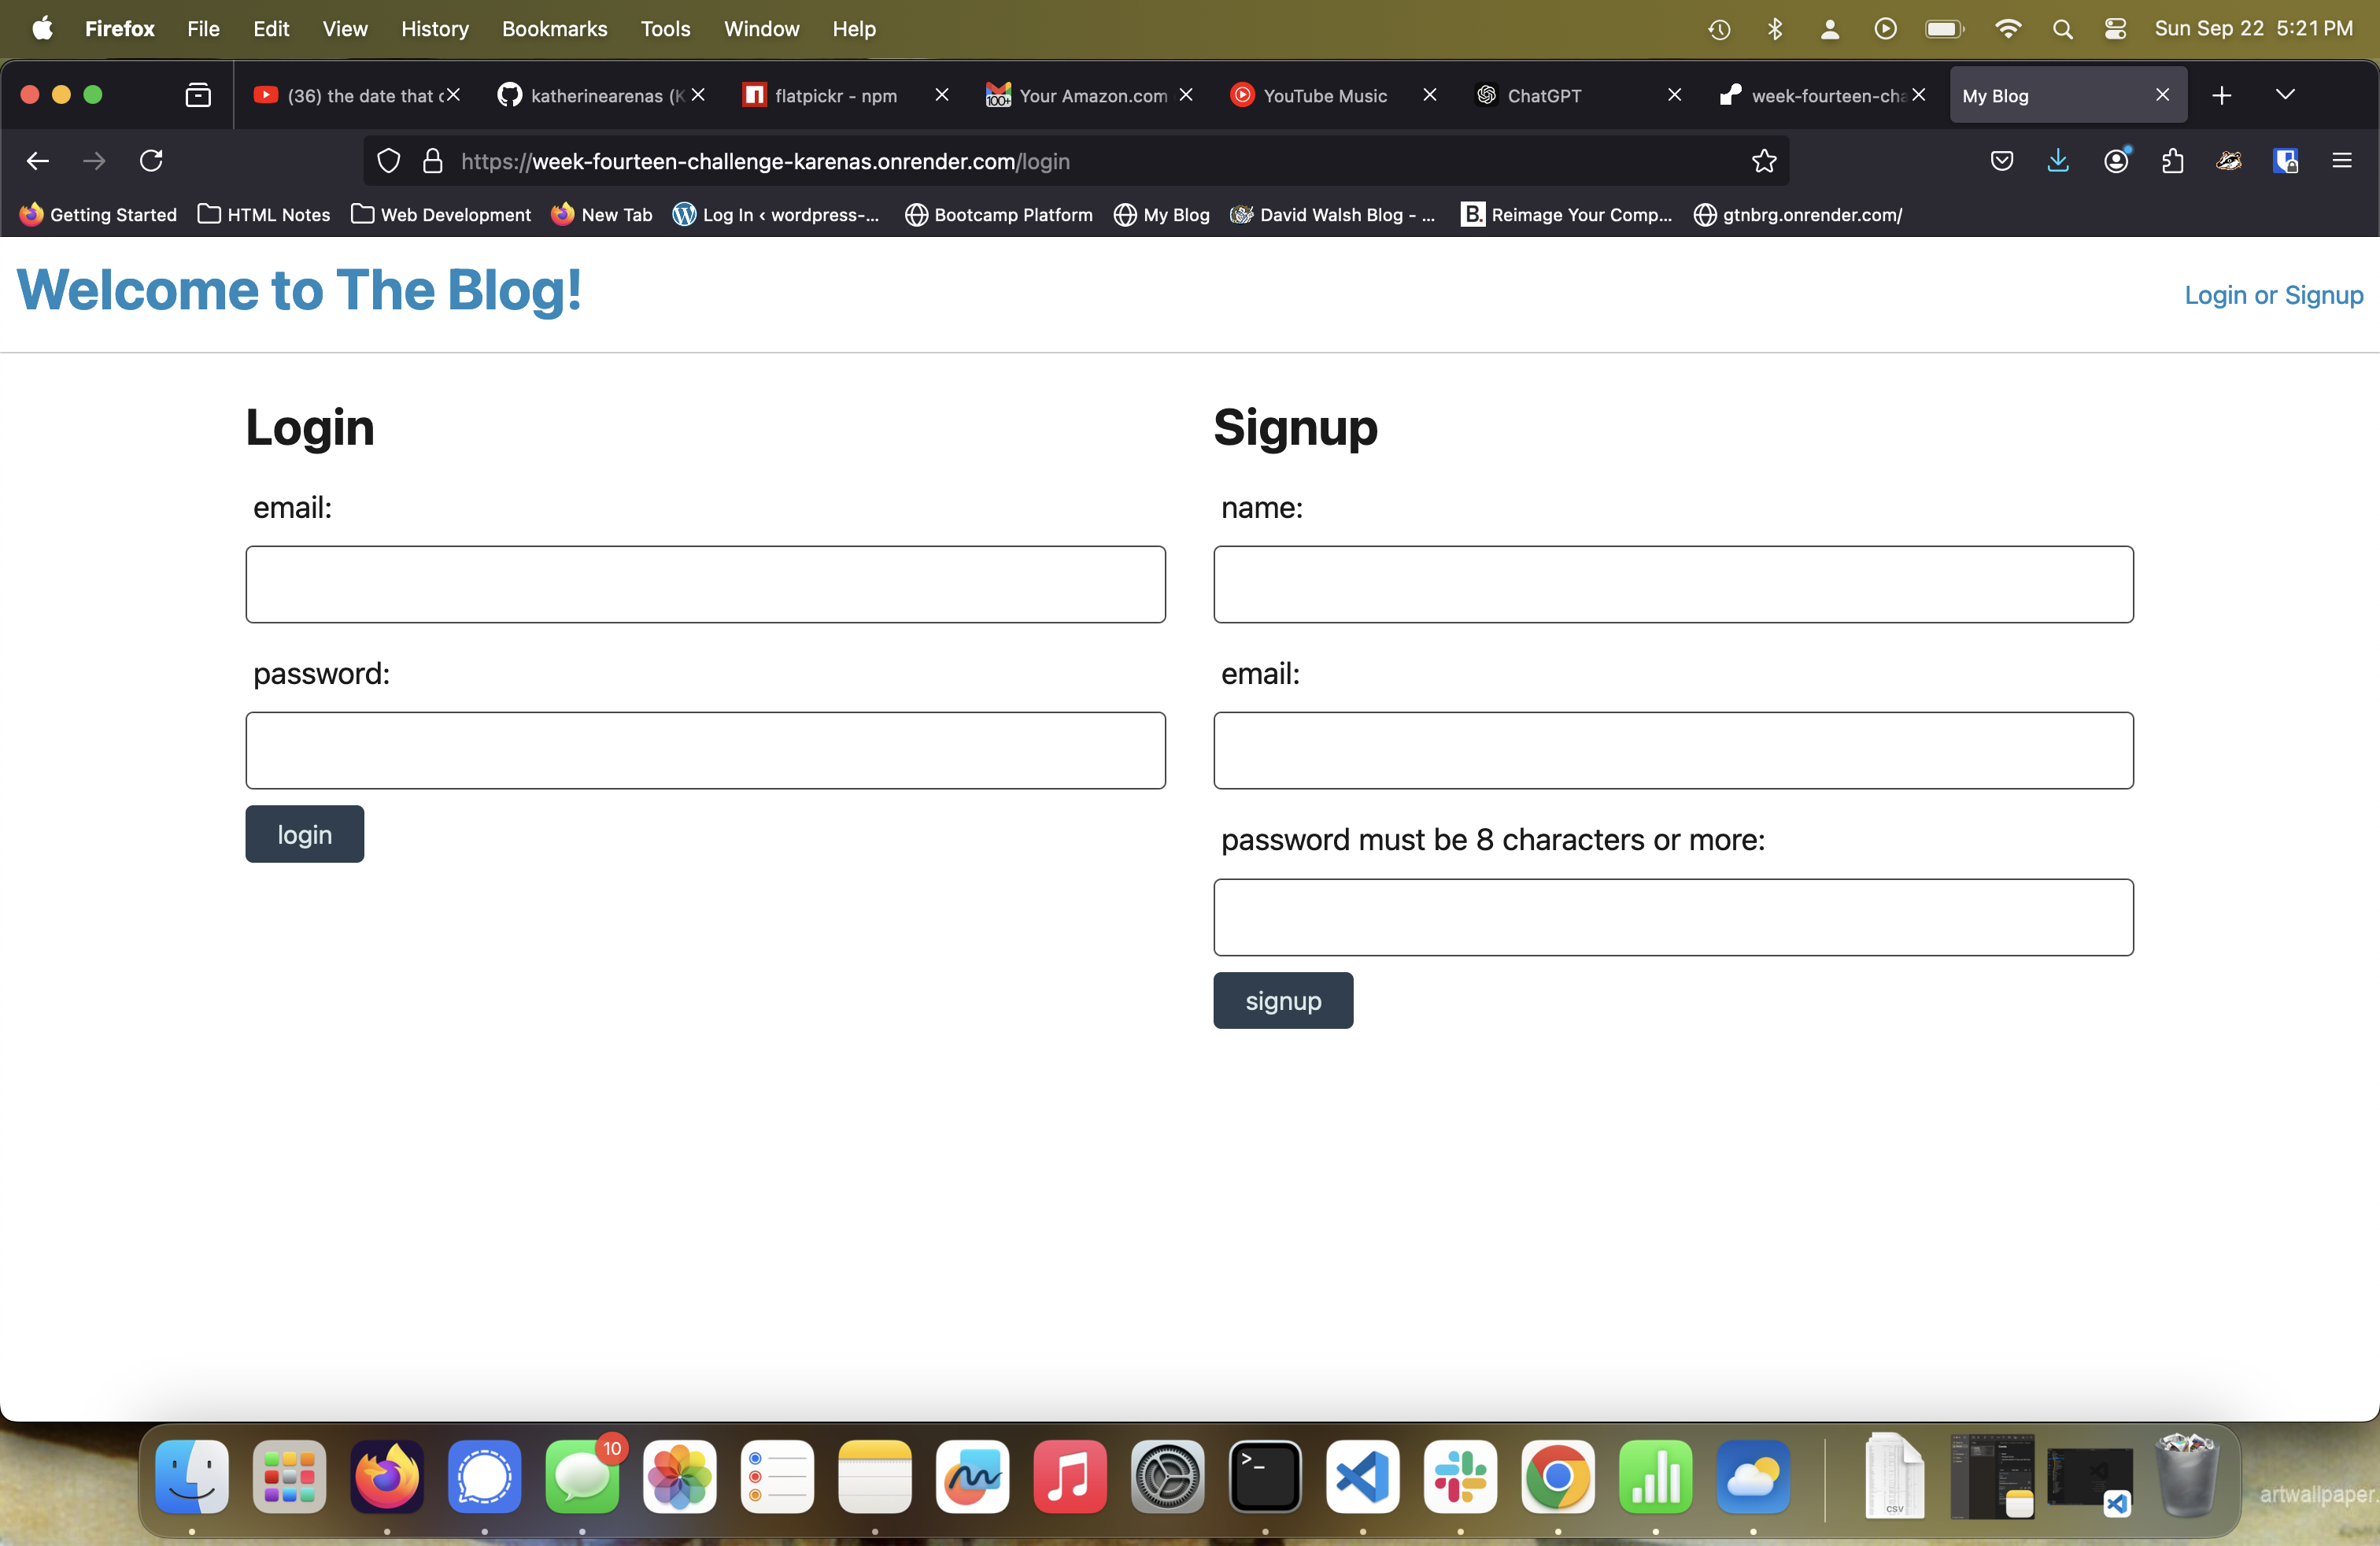 Firefox File Edit View History Bookmarks Tools Window Help Sun Sep 22 5:21 PM
(36) the date that c katherinearenas (K flatpickr - npm 100+ Your Amazon.com YouTube Music ChatGPT week-fourteen-cha My Blog
https://week-fourteen-challenge-karenas.onrender.com/login
Getting Started HTML Notes Web Development New Tab Log In ‹ wordpress-... Bootcamp Platform My Blog David Walsh Blog - ... B. Reimage Your Comp... gtnbrg.onrender.com/
Welcome to The Blog!
Login or Signup
Login
email:
password:
login
Signup
name:
email:
password must be 8 characters or more:
signup
10
CSV
artwallpaper.